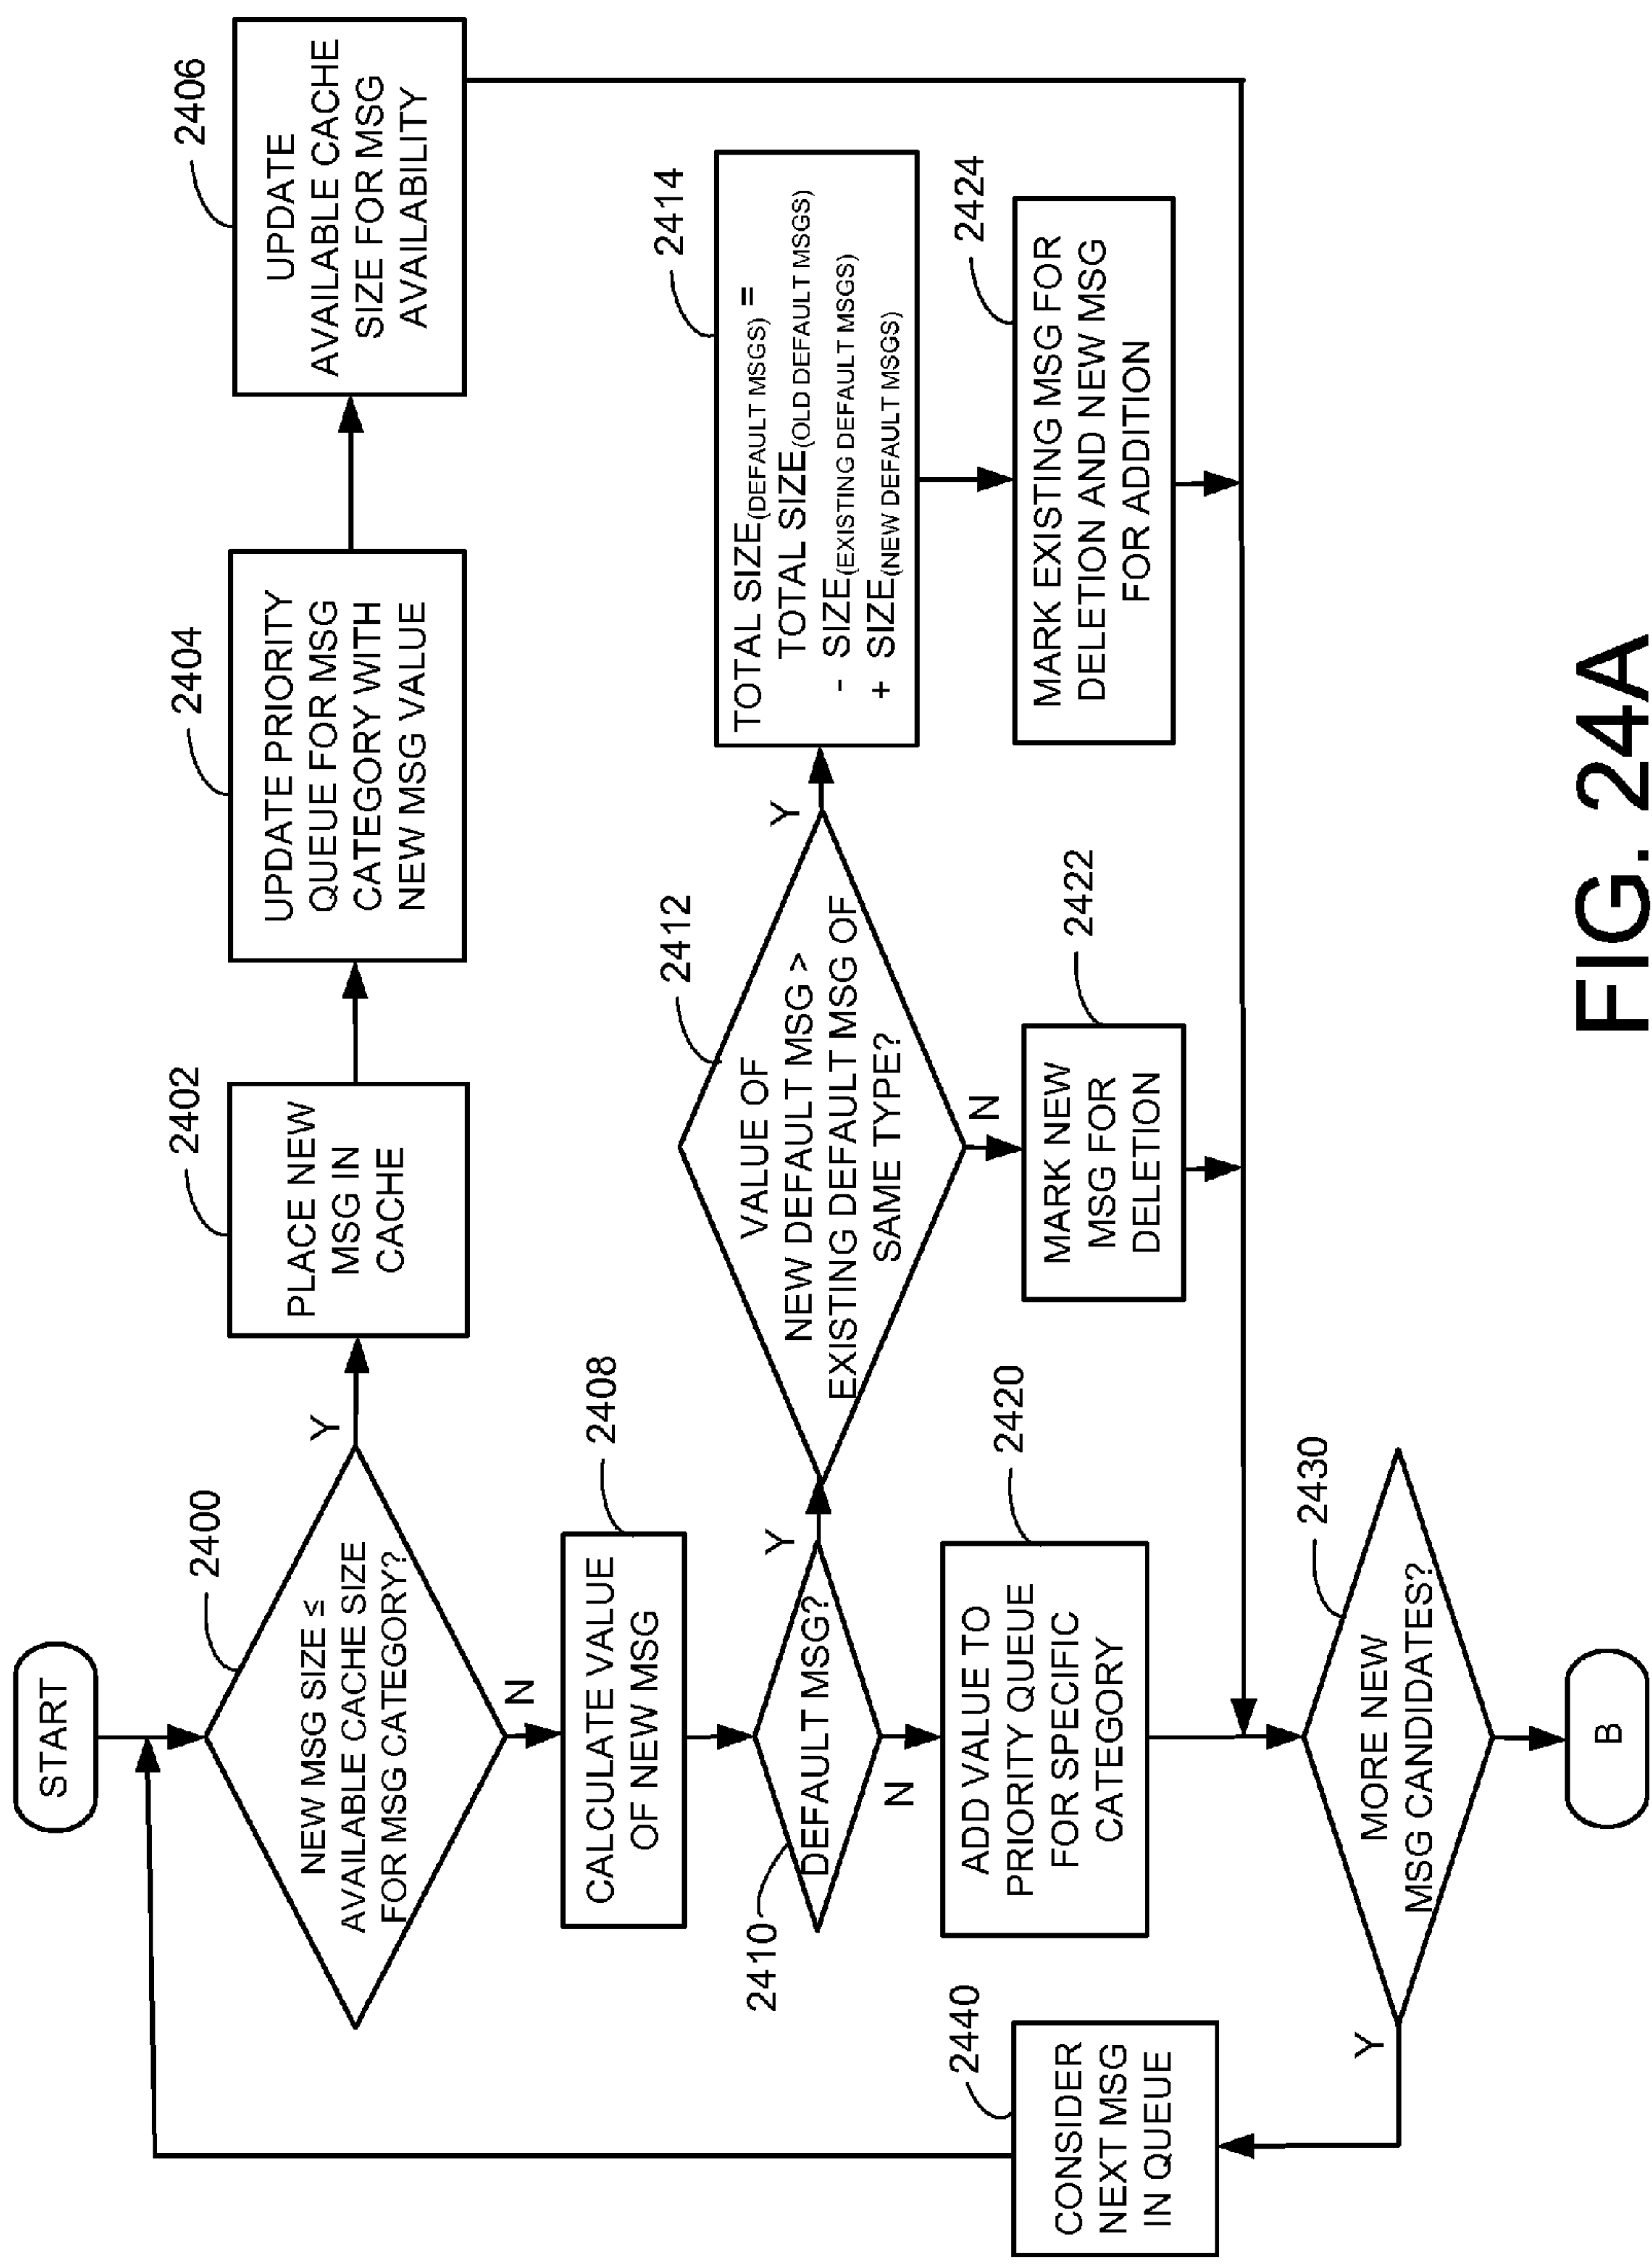 START
2400
NEW MSG SIZE ≤
AVAILABLE CACHE SIZE
FOR MSG CATEGORY?
Y
N
2402
PLACE NEW
MSG IN
CACHE
2404
UPDATE PRIORITY
QUEUE FOR MSG
CATEGORY WITH
NEW MSG VALUE
2406
UPDATE
AVAILABLE CACHE
SIZE FOR MSG
AVAILABILITY
2408
CALCULATE VALUE
OF NEW MSG
2410
DEFAULT MSG?
Y
N
2412
VALUE OF
NEW DEFAULT MSG >
EXISTING DEFAULT MSG OF
SAME TYPE?
Y
N
2414
TOTAL SIZE(DEFAULT MSGS) =
TOTAL SIZE(OLD DEFAULT MSGS)
- SIZE(EXISTING DEFAULT MSGS)
+ SIZE(NEW DEFAULT MSGS)
2420
ADD VALUE TO
PRIORITY QUEUE
FOR SPECIFIC
CATEGORY
2422
MARK NEW
MSG FOR
DELETION
2424
MARK EXISTING MSG FOR
DELETION AND NEW MSG
FOR ADDITION
2430
MORE NEW
MSG CANDIDATES?
Y
2440
CONSIDER
NEXT MSG
IN QUEUE
B
FIG. 24A